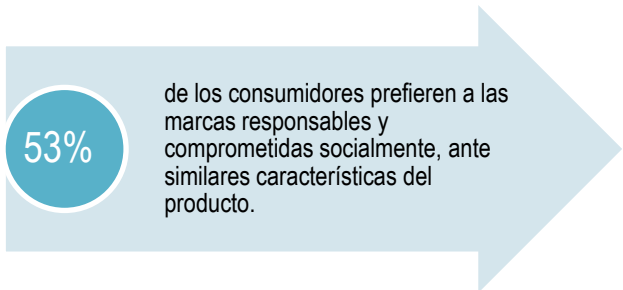 53%
de los consumidores prefieren a las
marcas responsables y
comprometidas socialmente, ante
similares características del
producto.